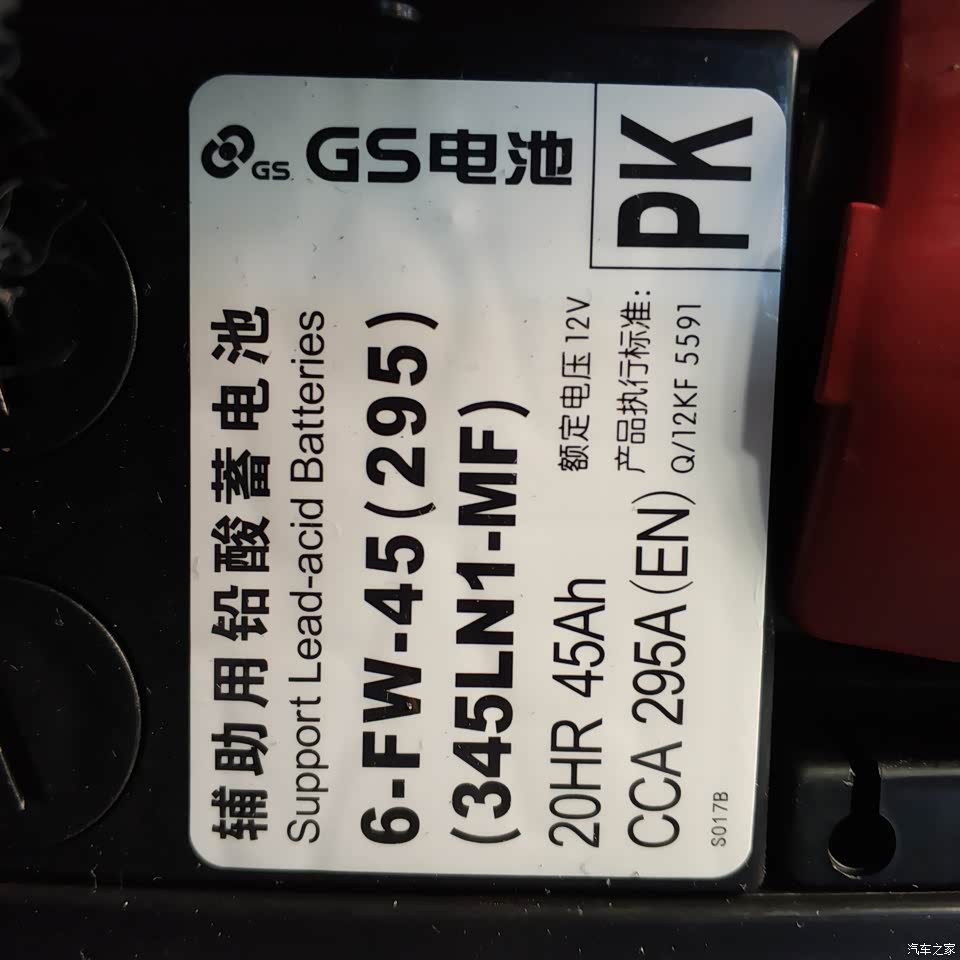 GS
GS电池
PK
辅助用铅酸蓄电池
Support Lead-acid Batteries
6-FW-45(295)
(345LN1-MF)
20HR 45Ah
额定电压 12V
CCA 295A(EN)
产品执行标准:
Q/12KF 5591
S017B
汽车之家